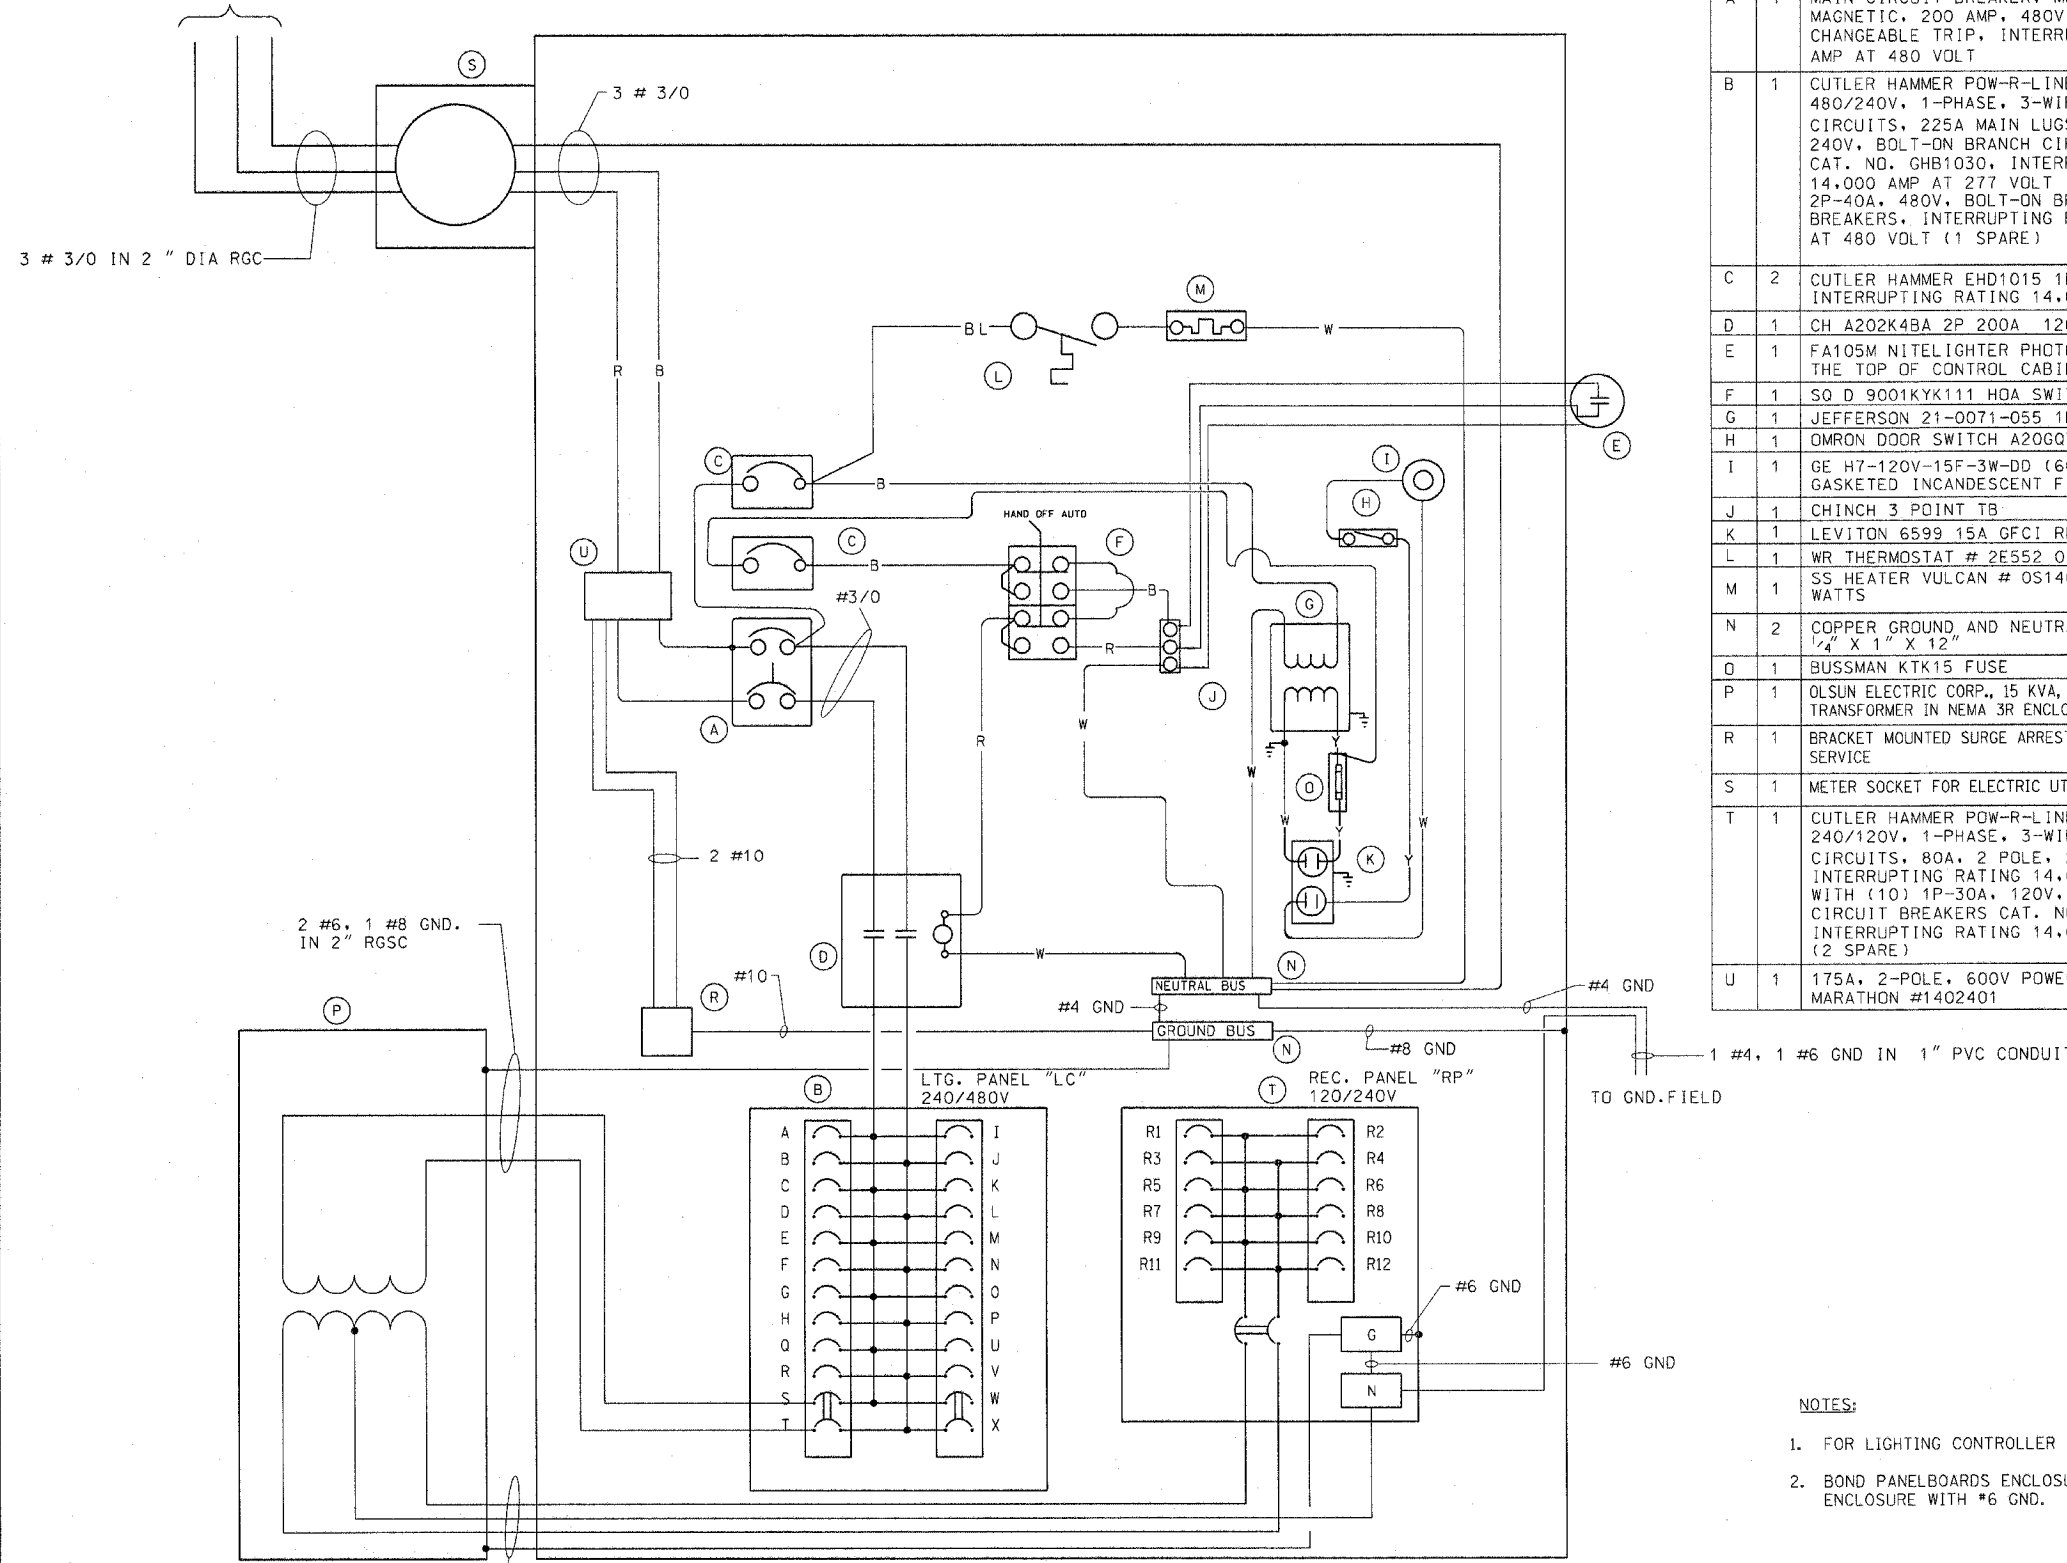 S
3 # 3/0
3 # 3/0 IN 2 " DIA RGC
M
BL
W
L
R
B
E
C
B
I
H
HAND OFF AUTO
F
U
C
B
#3/0
B
G
R
J
A
W
R
Y
W
O
W
Y
W
K
Y
2 #10
2 #6, 1 #8 GND.
IN 2" RGSC
D
W
N
NEUTRAL BUS
#4 GND
#10
R
#4 GND
P
GROUND BUS
N
#8 GND
1 #4, 1 #6 GND IN 1" PVC CONDUIT
TO GND.FIELD
B
LTG. PANEL "LC"
240/480V
T
REC. PANEL "RP"
120/240V
A I
B J
C K
D L
E M
F N
G O
H P
Q U
R V
S W
T X
R1 R2
R3 R4
R5 R6
R7 R8
R9 R10
R11 R12
#6 GND
G
#6 GND
N
A 1 MAIN CIRCUIT BREAKER,
MAGNETIC, 200 AMP, 480V
CHANGEABLE TRIP, INTERR
AMP AT 480 VOLT
B 1 CUTLER HAMMER POW-R-LINE
480/240V, 1-PHASE, 3-WI
CIRCUITS, 225A MAIN LUGS
240V, BOLT-ON BRANCH CI
CAT. NO. GHB1030, INTER
14,000 AMP AT 277 VOLT
2P-40A, 480V, BOLT-ON B
BREAKERS, INTERRUPTING
AT 480 VOLT (1 SPARE)
C 2 CUTLER HAMMER EHD1015 1
INTERRUPTING RATING 14,
D 1 CH A202K4BA 2P 200A 12
E 1 FA105M NITELIGHTER PHOT
THE TOP OF CONTROL CABI
F 1 SQ D 9001KYK111 HOA SWI
G 1 JEFFERSON 21-0071-055 1
H 1 OMRON DOOR SWITCH A20GQ
I 1 GE H7-120V-15F-3W-DD (6
GASKETED INCANDESCENT F
J 1 CHINCH 3 POINT TB
K 1 LEVITON 6599 15A GFCI R
L 1 WR THERMOSTAT # 2E552 0
M 1 SS HEATER VULCAN # OS14
WATTS
N 2 COPPER GROUND AND NEUTR
1/4" X 1" X 12"
O 1 BUSSMAN KTK15 FUSE
P 1 OLSUN ELECTRIC CORP., 15 KVA,
TRANSFORMER IN NEMA 3R ENCLO
R 1 BRACKET MOUNTED SURGE ARREST
SERVICE
S 1 METER SOCKET FOR ELECTRIC UT
T 1 CUTLER HAMMER POW-R-LINE
240/120V, 1-PHASE, 3-WI
CIRCUITS, 80A, 2 POLE,
INTERRUPTING RATING 14,
WITH (10) 1P-30A, 120V,
CIRCUIT BREAKERS CAT. N
INTERRUPTING RATING 14,
(2 SPARE)
U 1 175A, 2-POLE, 600V POWE
MARATHON #1402401
NOTES:
1. FOR LIGHTING CONTROLLER
2. BOND PANELBOARDS ENCLOSU
ENCLOSURE WITH #6 GND.